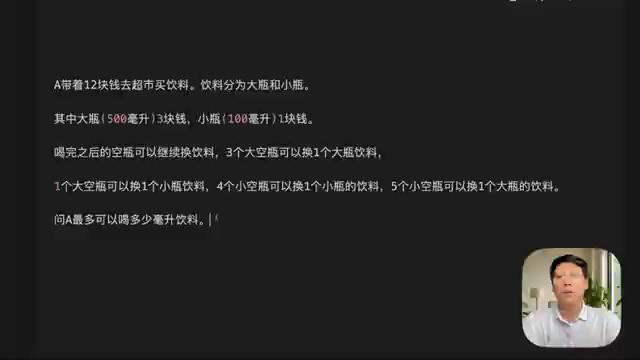 A带着12块钱去超市买饮料。饮料分为大瓶和小瓶。
其中大瓶(500毫升)3块钱，小瓶(100毫升)1块钱。
喝完之后的空瓶可以继续换饮料，3个大空瓶可以换1个大瓶饮料，
1个大空瓶可以换1个小瓶饮料，4个小空瓶可以换1个小瓶的饮料，5个小空瓶可以换1个大瓶的饮料。
问A最多可以喝多少毫升饮料。